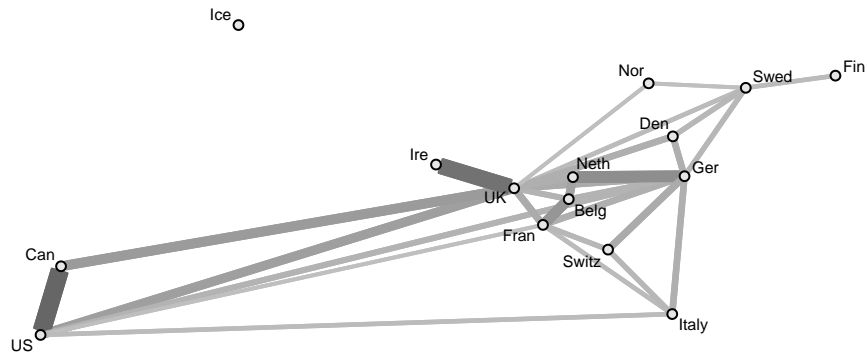 Ice
Nor
Swed
Fin
Den
Ire
Neth
Ger
UK
Belg
Fran
Can
Switz
Italy
US